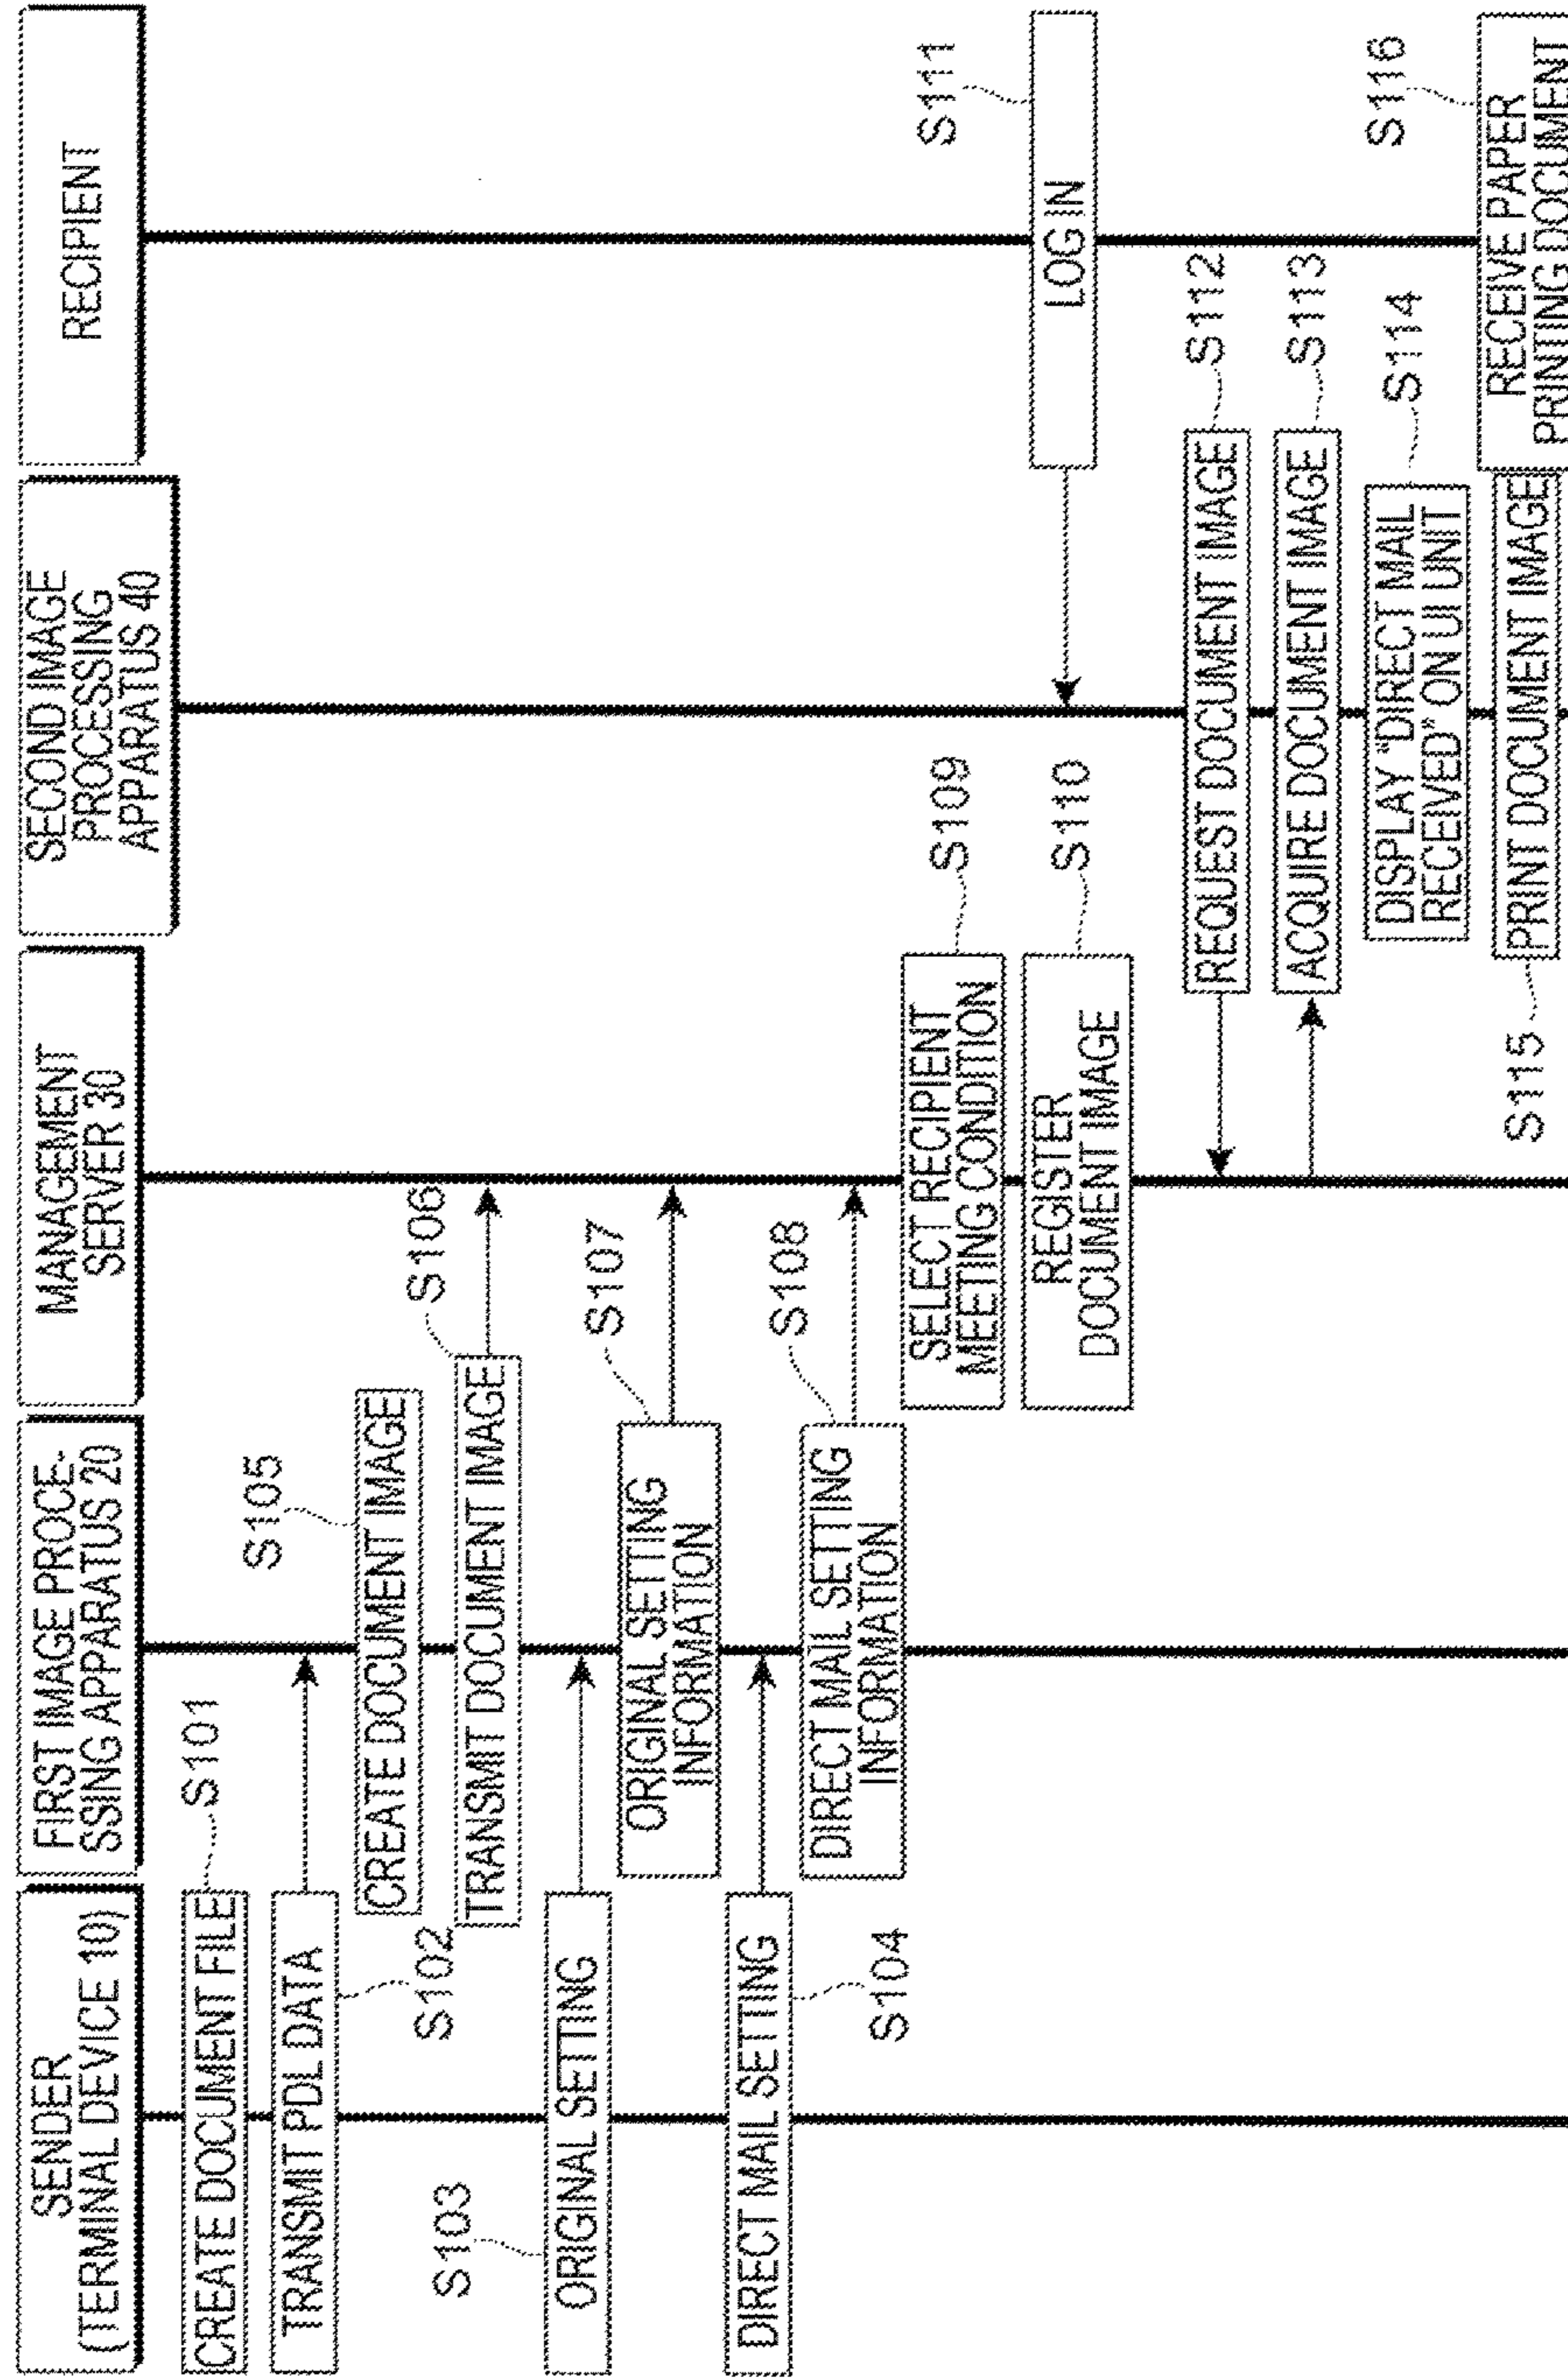 SENDER
(TERMINAL DEVICE 10)
FIRST IMAGE PROCE-
SSING APPARATUS 20
MANAGEMENT
SERVER 30
SECOND IMAGE
PROCESSING
APPARATUS 40
RECIPIENT
CREATE DOCUMENT FILE
S101
TRANSMIT PDL DATA
S102
S105
CREATE DOCUMENT IMAGE
TRANSMIT DOCUMENT IMAGE
S106
S103
ORIGINAL SETTING
ORIGINAL SETTING
INFORMATION
S107
DIRECT MAIL SETTING
S104
DIRECT MAIL SETTING
INFORMATION
S108
SELECT RECIPIENT
MEETING CONDITION
S109
REGISTER
DOCUMENT IMAGE
S110
LOG IN
S111
REQUEST DOCUMENT IMAGE
S112
ACQUIRE DOCUMENT IMAGE
S113
DISPLAY "DIRECT MAIL
RECEIVED" ON UI UNIT
S114
S115
PRINT DOCUMENT IMAGE
RECEIVE PAPER
PRINTING DOCUMENT
S116